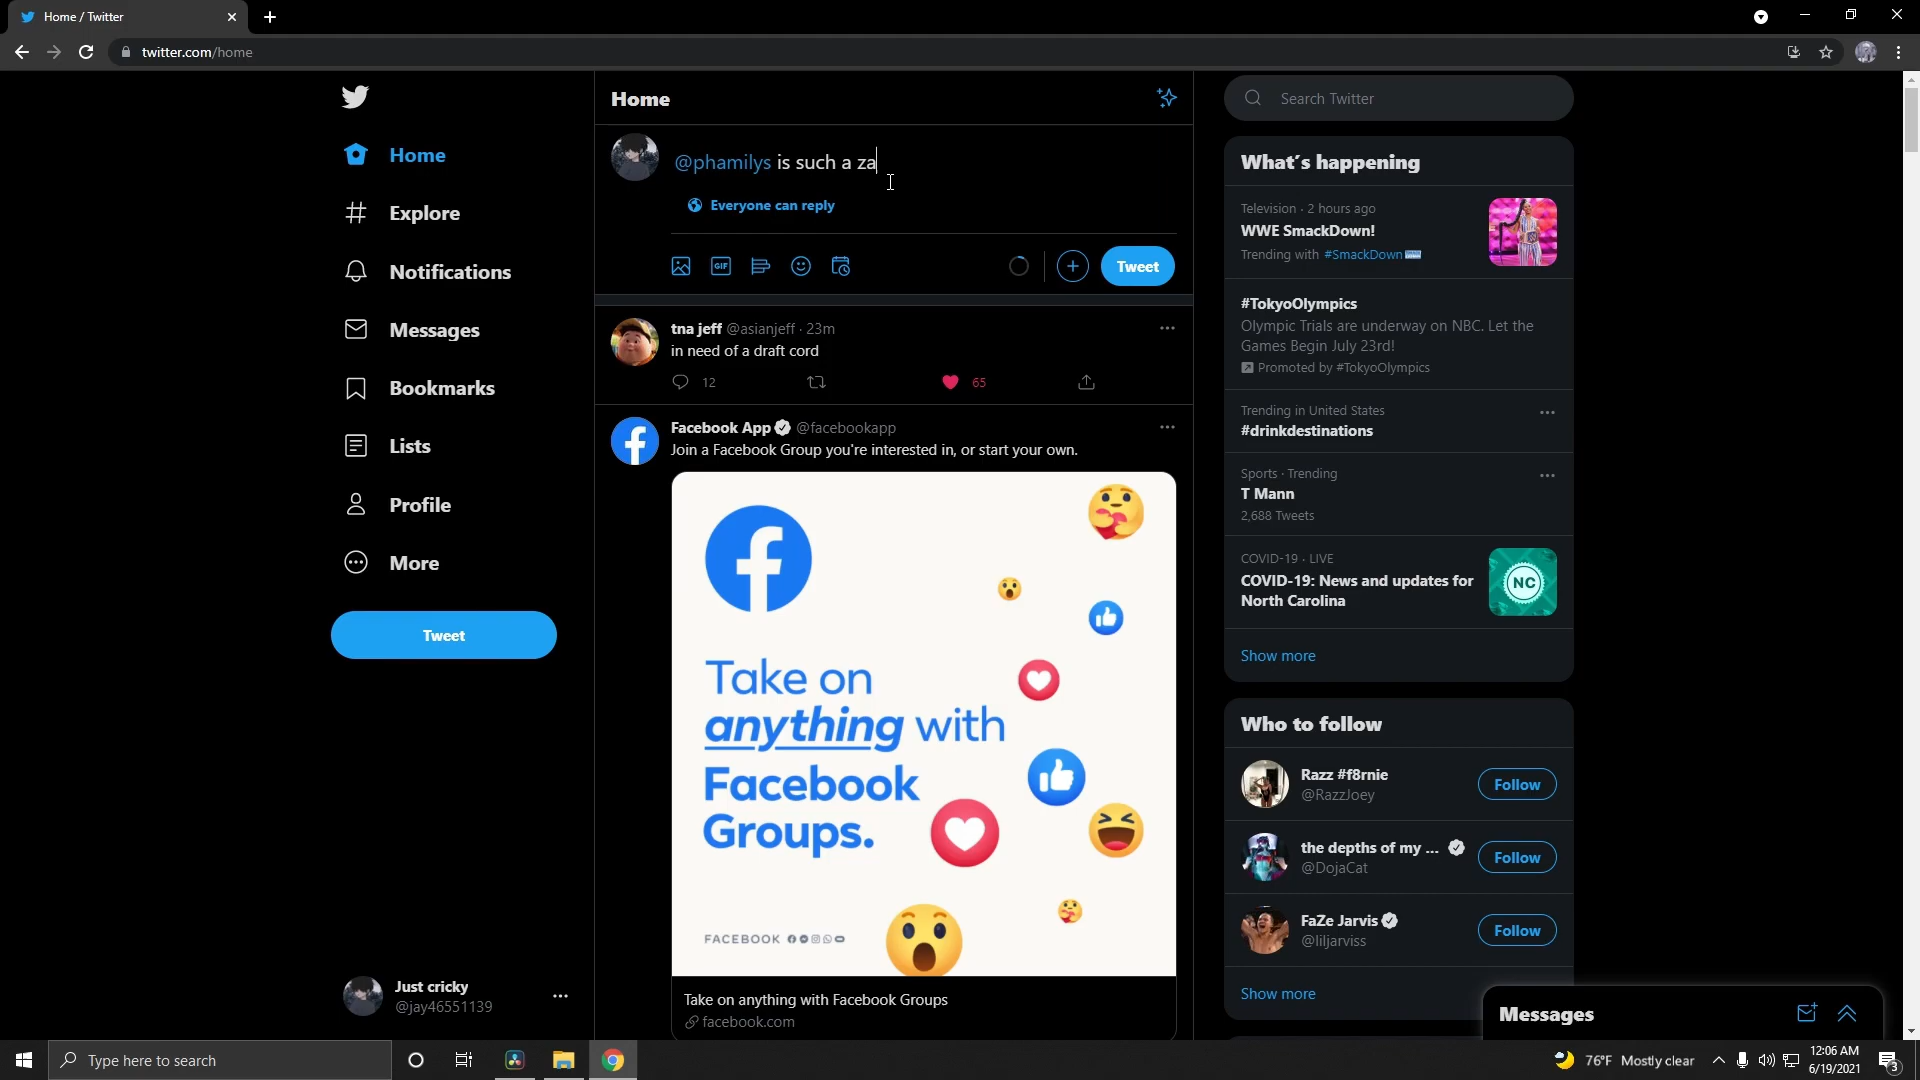 Home / Twitter
twitter.com/home
Home
Explore
Notifications
Messages
Bookmarks
Lists
Profile
More
Tweet
Just cricky
@jay46551139
Home
@phamilys is such a za
Everyone can reply
GIF
Tweet
tna jeff @asianjeff · 23m
in need of a draft cord
12
65
Facebook App @facebookapp
Join a Facebook Group you're interested in, or start your own.
Take on
anything with
Facebook
Groups.
FACEBOOK
Take on anything with Facebook Groups
facebook.com
Search Twitter
What's happening
Television · 2 hours ago
WWE SmackDown!
Trending with #SmackDown
#TokyoOlympics
Olympic Trials are underway on NBC. Let the
Games Begin July 23rd!
Promoted by #TokyoOlympics
Trending in United States
#drinkdestinations
Sports · Trending
T Mann
2,688 Tweets
COVID-19 · LIVE
COVID-19: News and updates for
North Carolina
NC
Show more
Who to follow
Razz #f8rnie
@RazzJoey
Follow
the depths of my ...
@DojaCat
Follow
FaZe Jarvis
@liljarviss
Follow
Show more
Messages
Type here to search
76°F Mostly clear
12:06 AM
6/19/2021
3